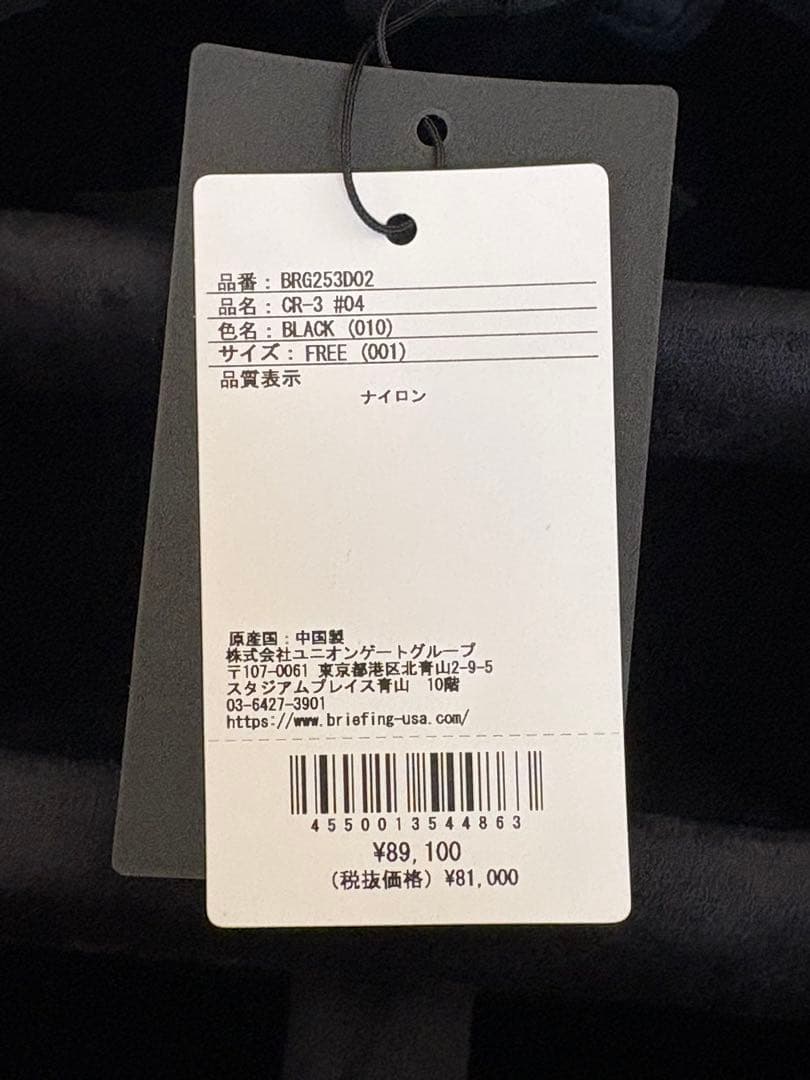 品番: BRG253D02
品名: CR-3 #04
色名: BLACK (010)
サイズ: FREE (001)
品質表示
ナイロン
原産国:中国製
株式会社ユニオンゲートグループ
〒107-0061 東京都港区北青山2-9-5
スタジアムプレイス青山 10階
03-6427-3901
https://www.briefing-usa.com/
4550013544863
¥89,100
(税抜価格) ¥81,000